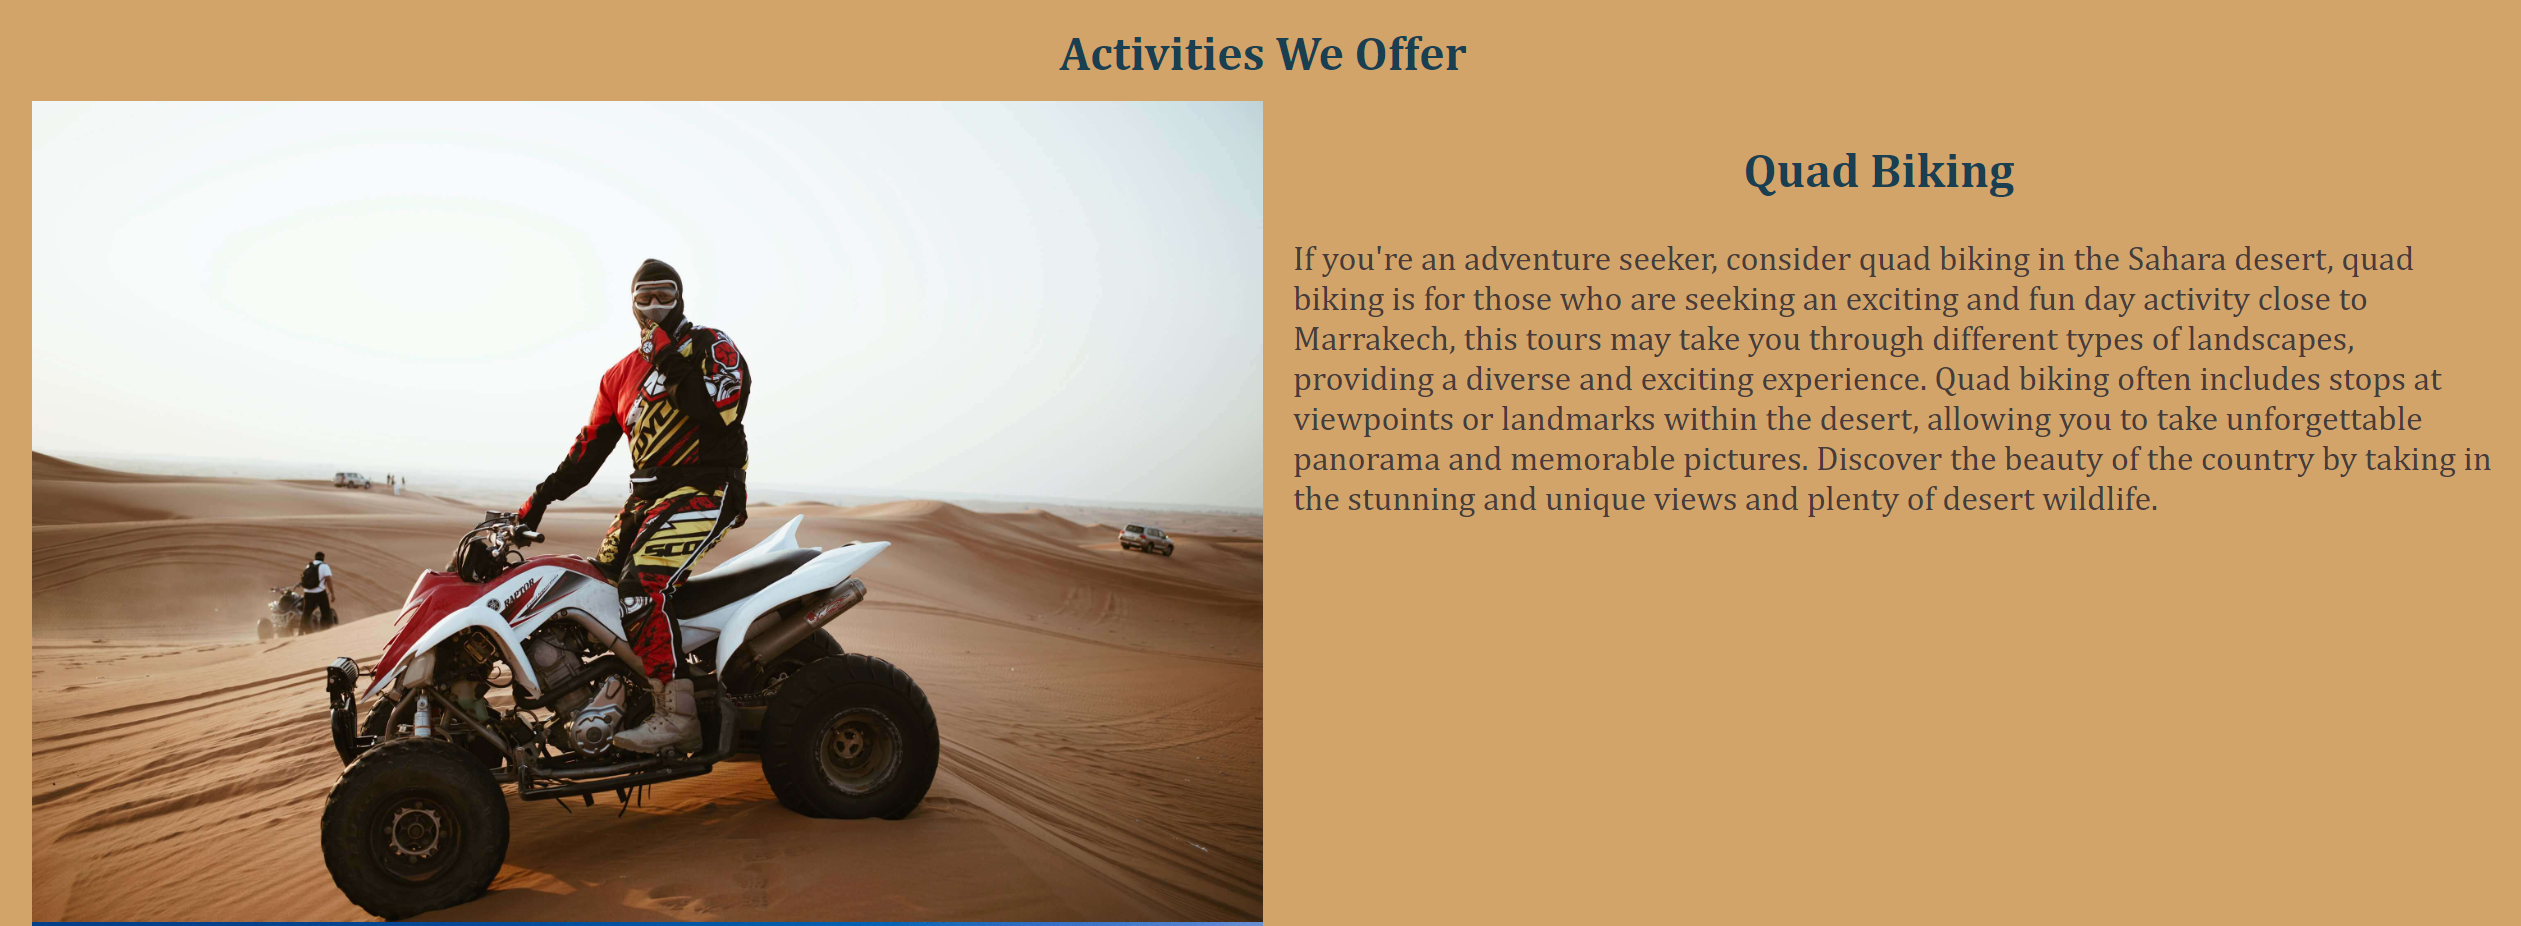 Activities We Offer
Quad Biking
If you're an adventure seeker, consider quad biking in the Sahara desert, quad
biking is for those who are seeking an exciting and fun day activity close to
Marrakech, this tours may take you through different types of landscapes,
providing a diverse and exciting experience. Quad biking often includes stops at
viewpoints or landmarks within the desert, allowing you to take unforgettable
panorama and memorable pictures. Discover the beauty of the country by taking in
the stunning and unique views and plenty of desert wildlife.
RAPTOR